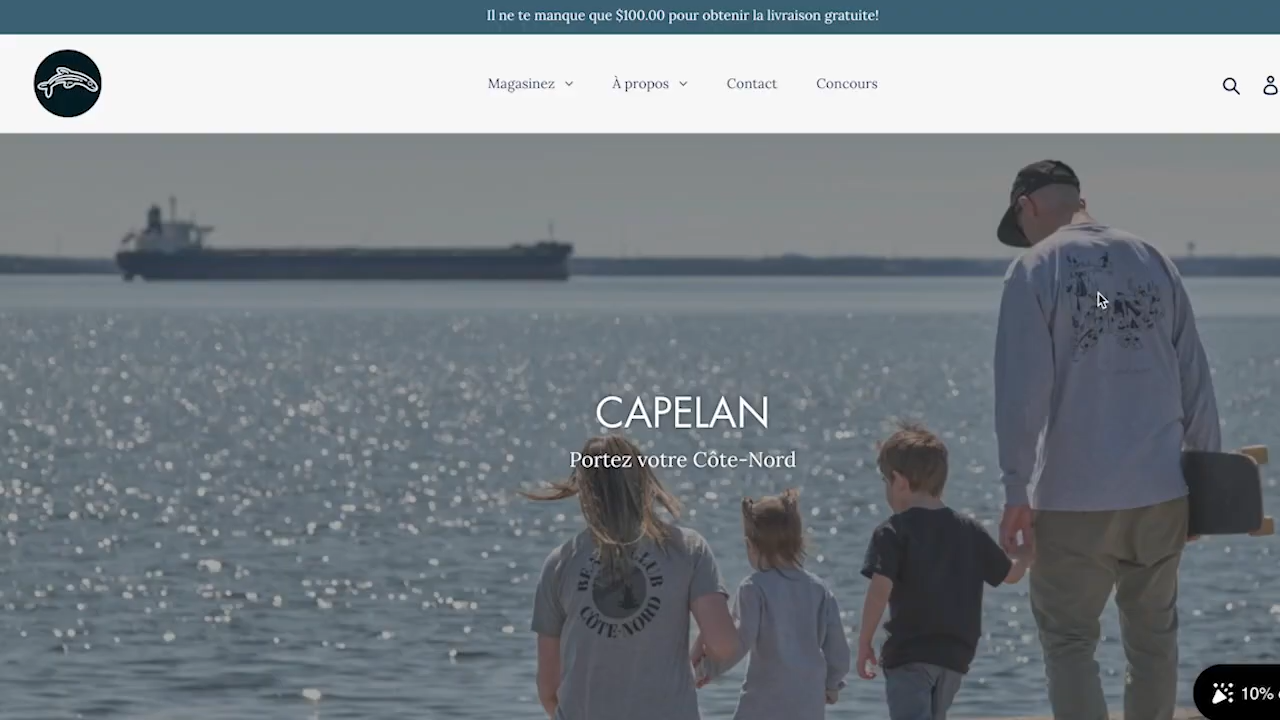 Il ne te manque que $100.00 pour obtenir la livraison gratuite!
Magasinez
À propos
Contact
Concours
CAPELAN
Portez votre Côte-Nord
CÔTE-NORD
10%